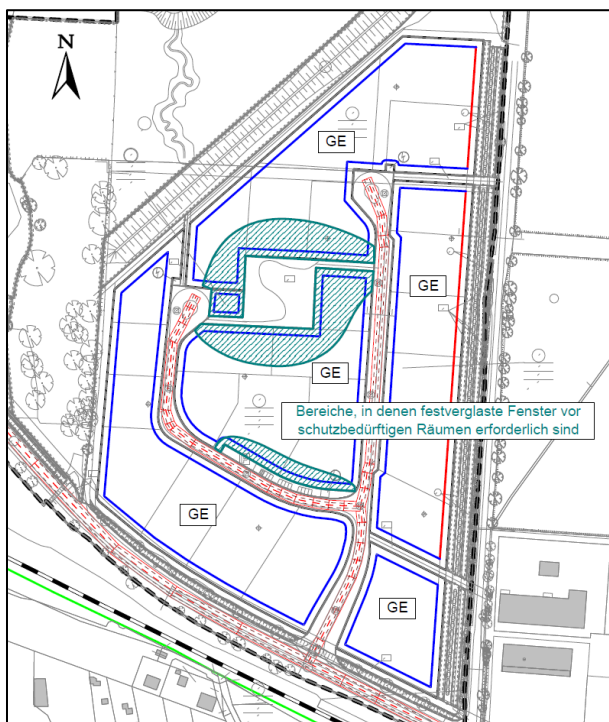 N
GE
GE
GE
Bereiche, in denen festverglaste Fenster vor
schutzbedürftigen Räumen erforderlich sind
GE
GE